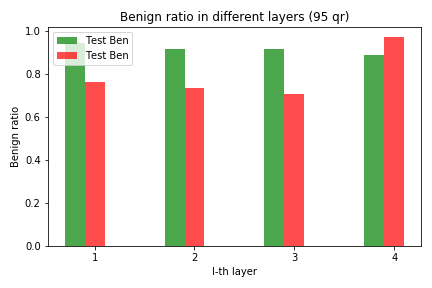 Benign ratio in different layers (95 qr)
Test Ben
Test Ben
Benign ratio
1.0
0.8
0.6
0.4
0.2
0.0
1 2 3 4
l-th layer